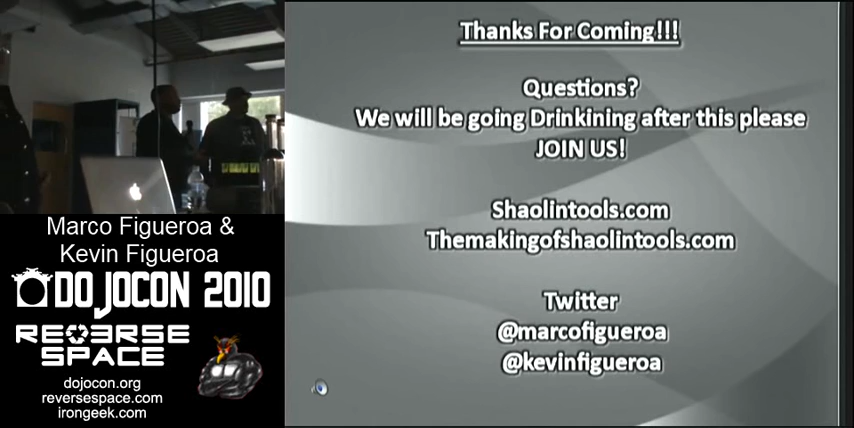 Thanks For Coming!!!
Questions?
We will be going Drinkining after this please
JOIN US!
Shaolintools.com
Themakingofshaolintools.com
Twitter
@marcofigueroa
@kevinfigueroa
Marco Figueroa &
Kevin Figueroa
DOJOCON 2010
REVERSE
SPACE
dojocon.org
reversespace.com
irongeek.com